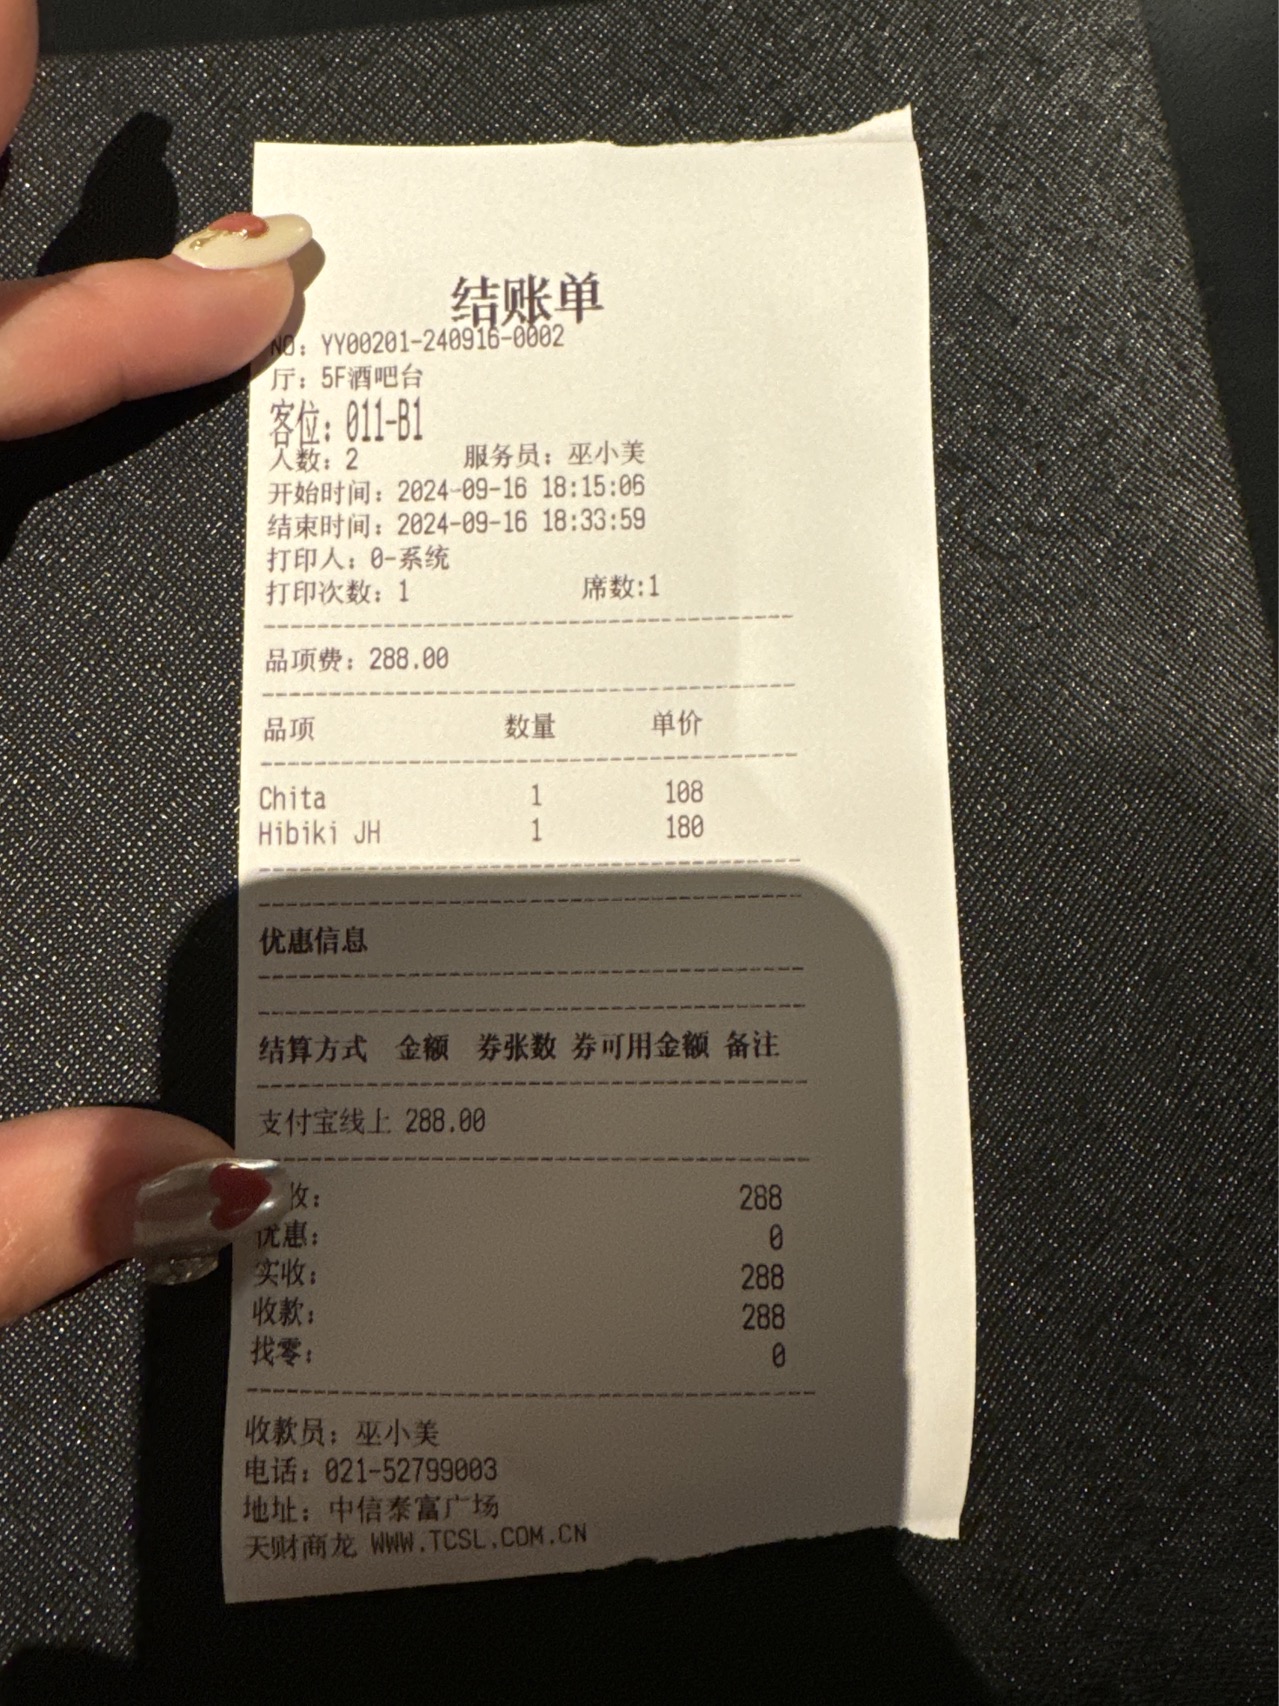 结账单
NO: YY00201-240916-0002
厅: 5F酒吧台
客位: 011-B1
人数: 2 服务员: 巫小美
开始时间: 2024-09-16 18:15:06
结束时间: 2024-09-16 18:33:59
打印人: 0-系统
打印次数: 1 席数:1
品项费: 288.00
品项 数量 单价
Chita 1 108
Hibiki JH 1 180
优惠信息
结算方式 金额 券张数 券可用金额 备注
支付宝线上 288.00
收: 288
优惠: 0
实收: 288
收款: 288
找零: 0
收款员: 巫小美
电话: 021-52799003
地址: 中信泰富广场
天财商龙 WWW.TCSL.COM.CN